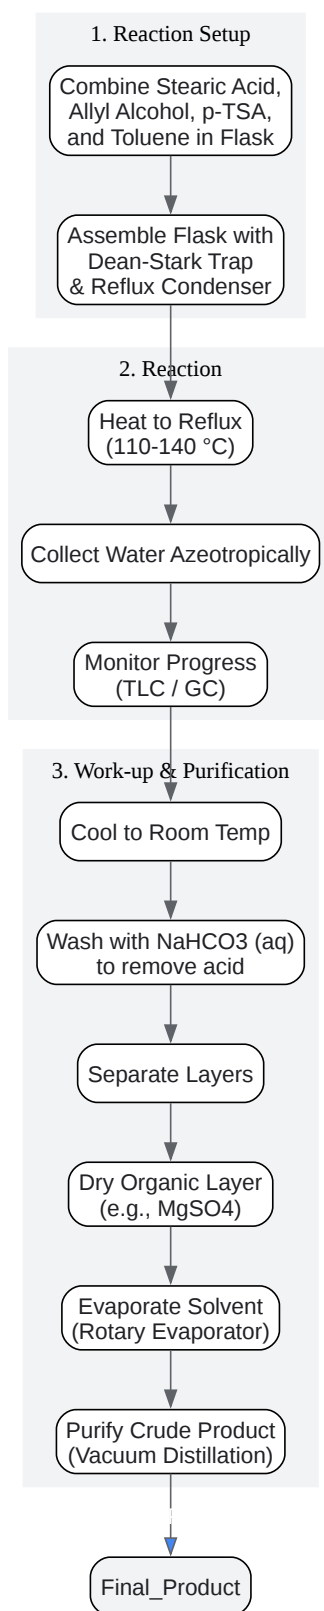 1. Reaction Setup
Combine Stearic Acid,
Allyl Alcohol, p-TSA,
and Toluene in Flask
Assemble Flask with
Dean-Stark Trap
& Reflux Condenser
2. Reaction
Heat to Reflux
(110-140 °C)
Collect Water Azeotropically
Monitor Progress
(TLC / GC)
3. Work-up & Purification
Cool to Room Temp
Wash with NaHCO3 (aq)
to remove acid
Separate Layers
Dry Organic Layer
(e.g., MgSO4)
Evaporate Solvent
(Rotary Evaporator)
Purify Crude Product
(Vacuum Distillation)
Final_Product